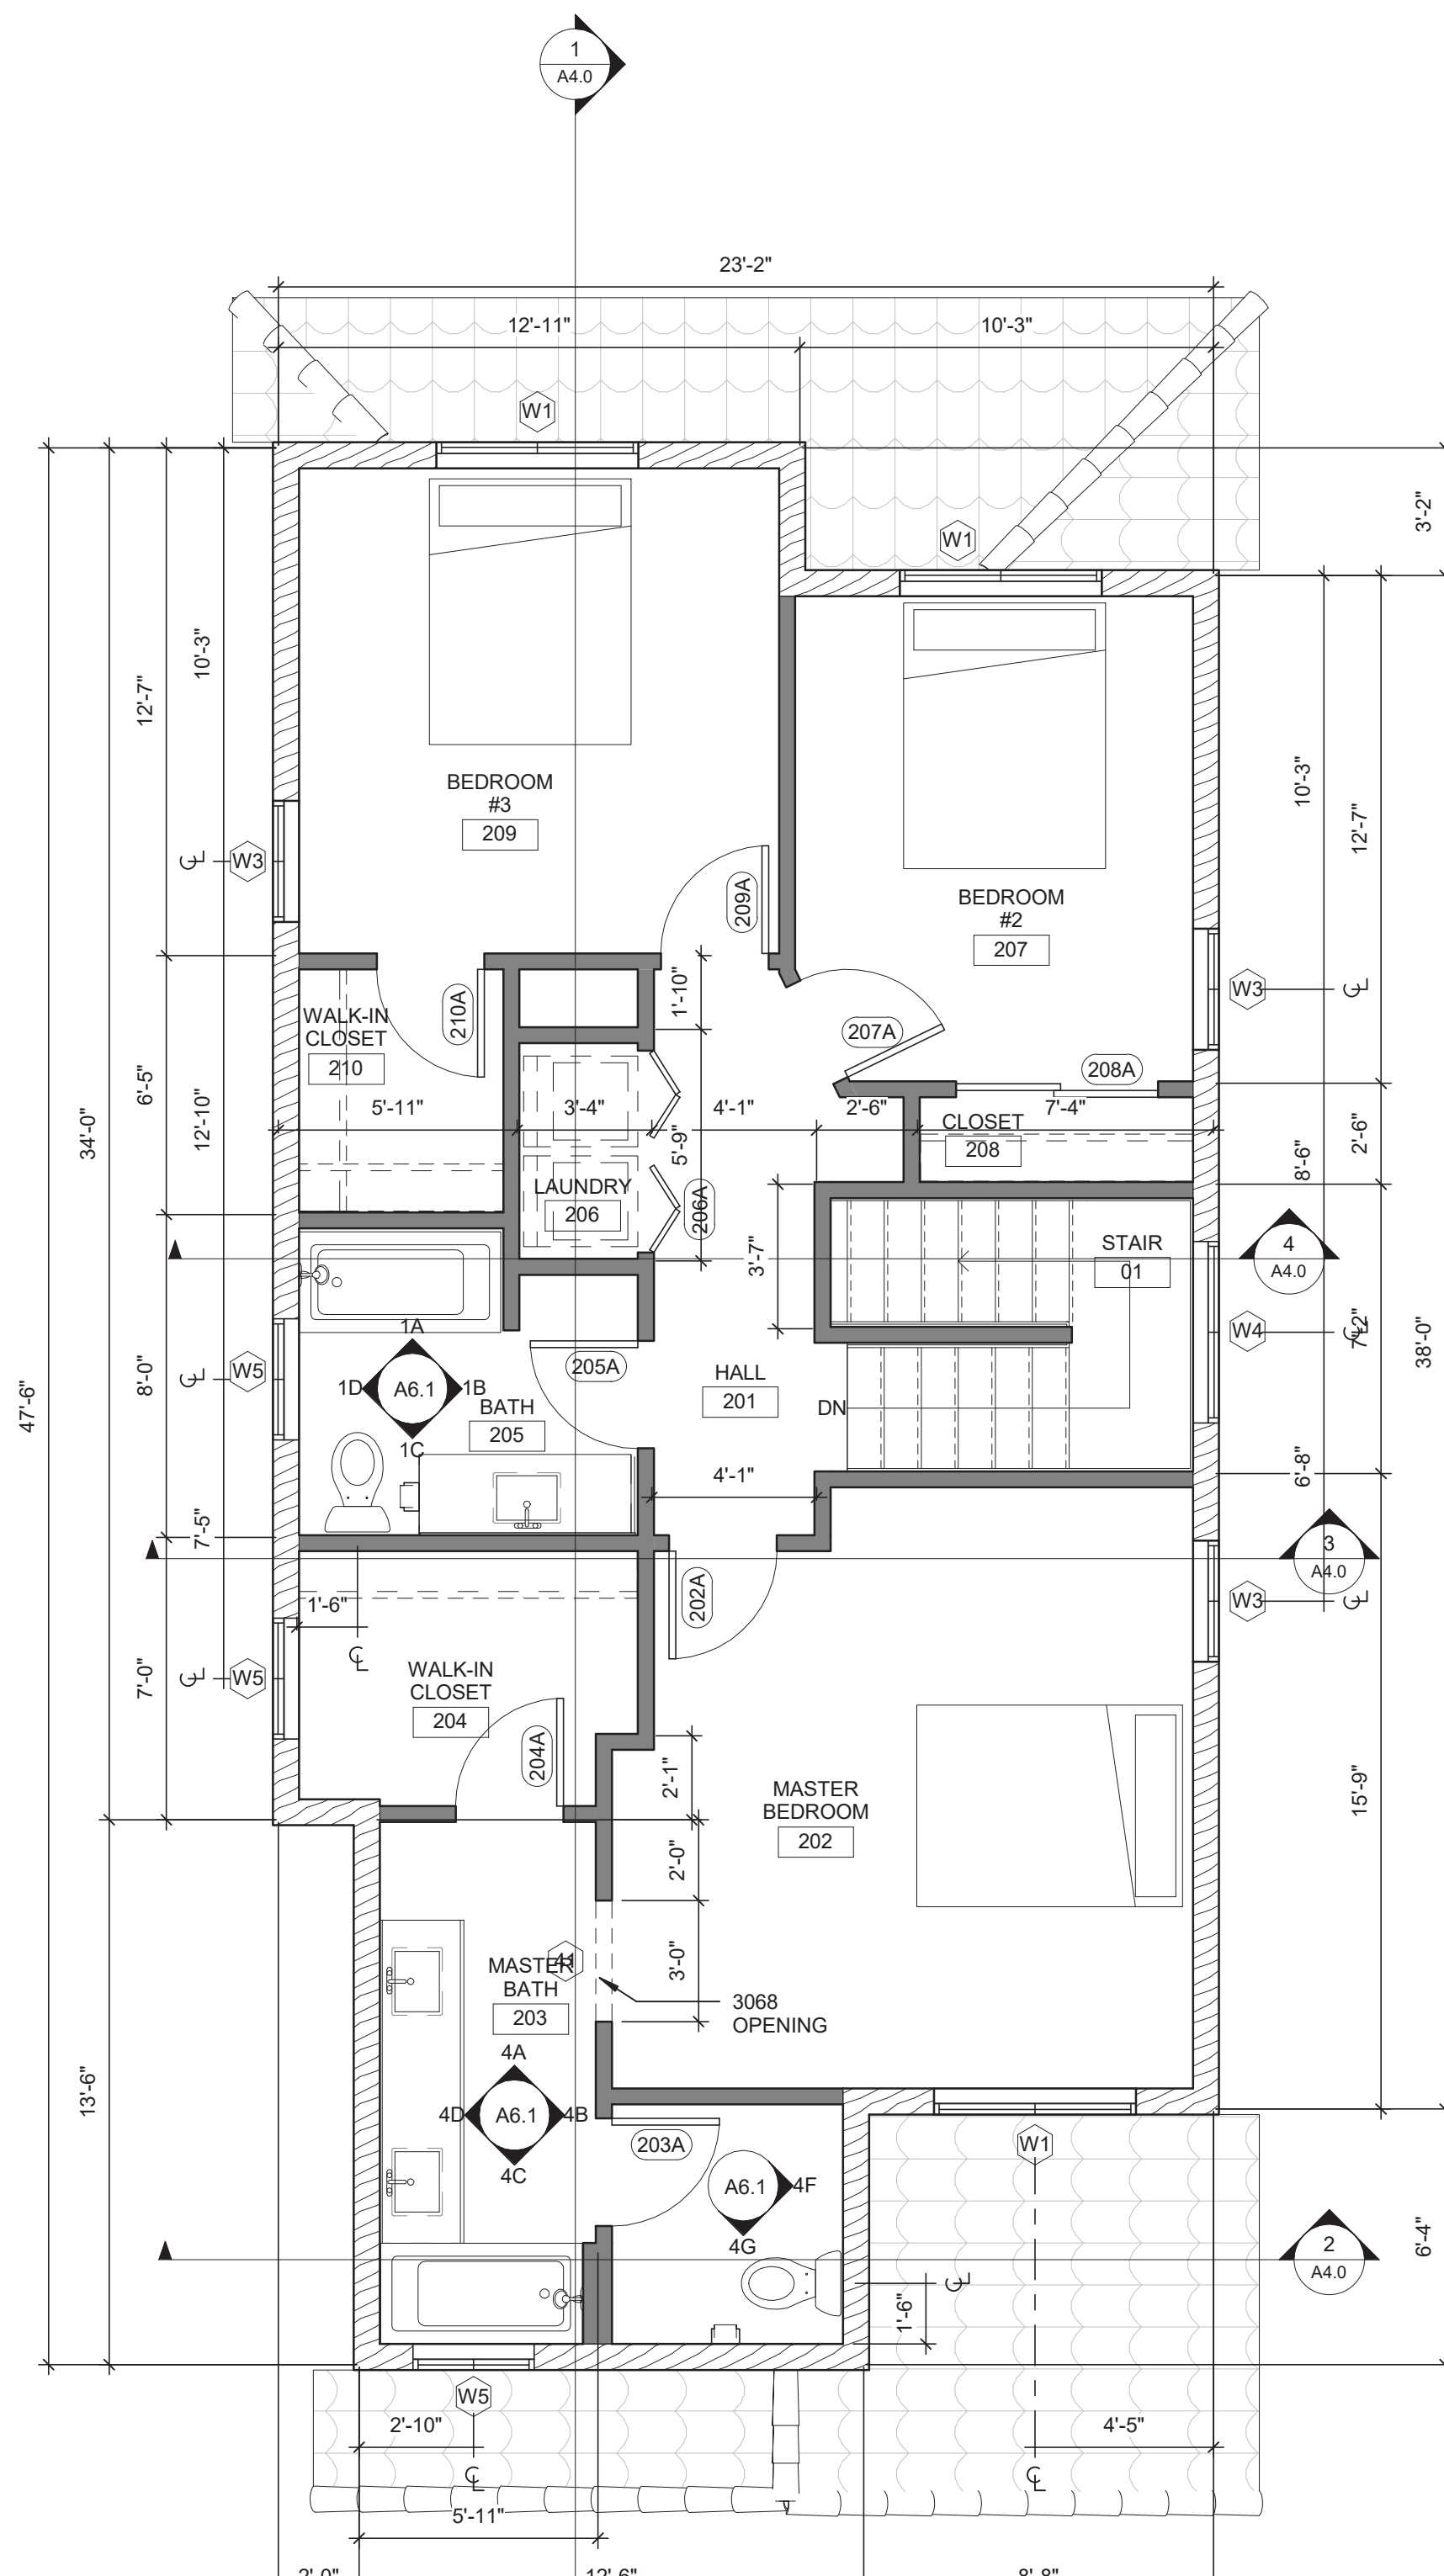 1
A4.0
23'-2"
12'-11"
10'-3"
W1
W1
3'-2"
10'-3"
12'-7"
10'-3"
12'-7"
BEDROOM
#3
209
W3
209A
BEDROOM
#2
207
W3
1'-10"
WALK-IN
CLOSET
210
210A
207A
208A
6'-5"
12'-10"
34'-0"
5'-11"
3'-4"
4'-1"
2'-6"
7'-4"
5'-9"
CLOSET
208
2'-6"
8'-6"
LAUNDRY
206
206A
3'-7"
STAIR
01
4
A4.0
W4
7'-2"
38'-0"
47'-6"
8'-0"
W5
1A
1D
A6.1
1B
1C
BATH
205
205A
HALL
201
DN
4'-1"
6'-8"
7'-5"
3
A4.0
W3
202A
1'-6"
WALK-IN
CLOSET
204
204A
W5
7'-0"
2'-1"
MASTER
BEDROOM
202
15'-9"
2'-0"
3'-0"
MASTER
BATH
203
3068
OPENING
13'-6"
4A
4D
A6.1
4B
4C
203A
A6.1
4F
4G
W1
2
A4.0
6'-4"
1'-6"
W5
2'-10"
4'-5"
5'-11"
2'-0"
12'-6"
8'-8"